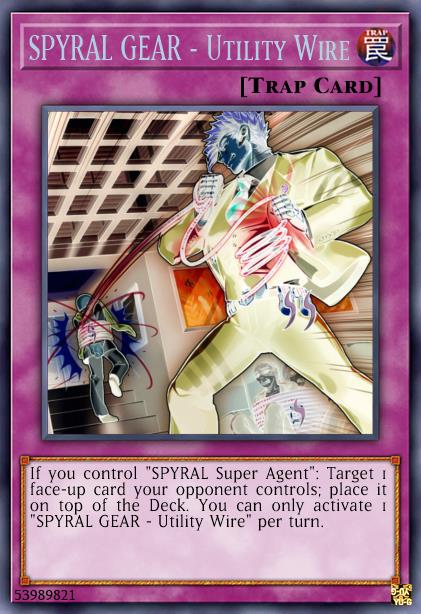 SPYRAL GEAR - Utility Wire
TRAP
罠
[Trap Card]
If you control "SPYRAL Super Agent": Target 1
face-up card your opponent controls; place it
on top of the Deck. You can only activate 1
"SPYRAL GEAR - Utility Wire" per turn.
53989821